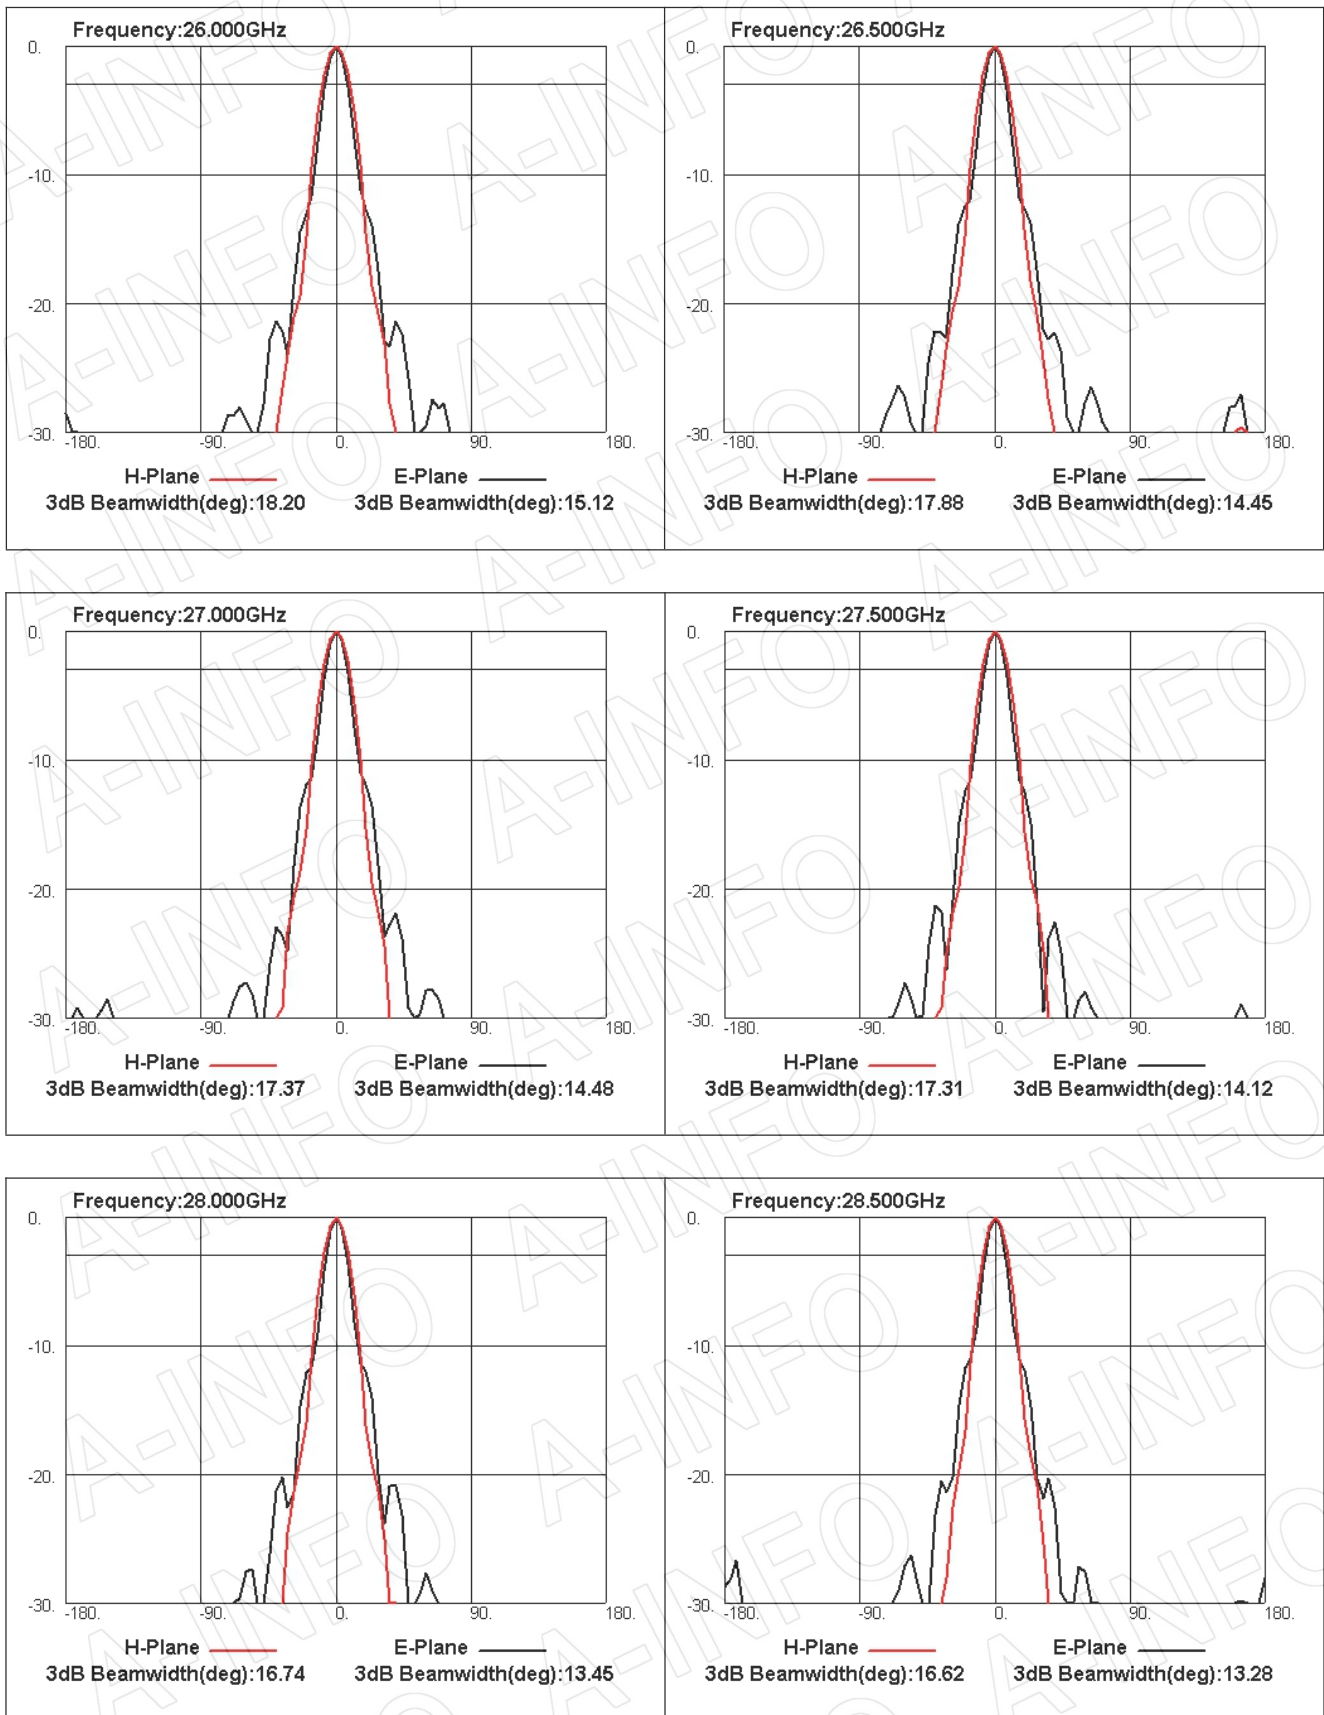 Frequency:26.000GHz
0.
-10.
-20.
-30.
-180. -90. 0. 90. 180.
H-Plane E-Plane
3dB Beamwidth(deg):18.20 3dB Beamwidth(deg):15.12
Frequency:26.500GHz
0.
-10.
-20.
-30.
-180. -90. 0. 90. 180.
H-Plane E-Plane
3dB Beamwidth(deg):17.88 3dB Beamwidth(deg):14.45
Frequency:27.000GHz
0.
-10.
-20.
-30.
-180. -90. 0. 90. 180.
H-Plane E-Plane
3dB Beamwidth(deg):17.37 3dB Beamwidth(deg):14.48
Frequency:27.500GHz
0.
-10.
-20.
-30.
-180. -90. 0. 90. 180.
H-Plane E-Plane
3dB Beamwidth(deg):17.31 3dB Beamwidth(deg):14.12
Frequency:28.000GHz
0.
-10.
-20.
-30.
-180. -90. 0. 90. 180.
H-Plane E-Plane
3dB Beamwidth(deg):16.74 3dB Beamwidth(deg):13.45
Frequency:28.500GHz
0.
-10.
-20.
-30.
-180. -90. 0. 90. 180.
H-Plane E-Plane
3dB Beamwidth(deg):16.62 3dB Beamwidth(deg):13.28
A-INFO